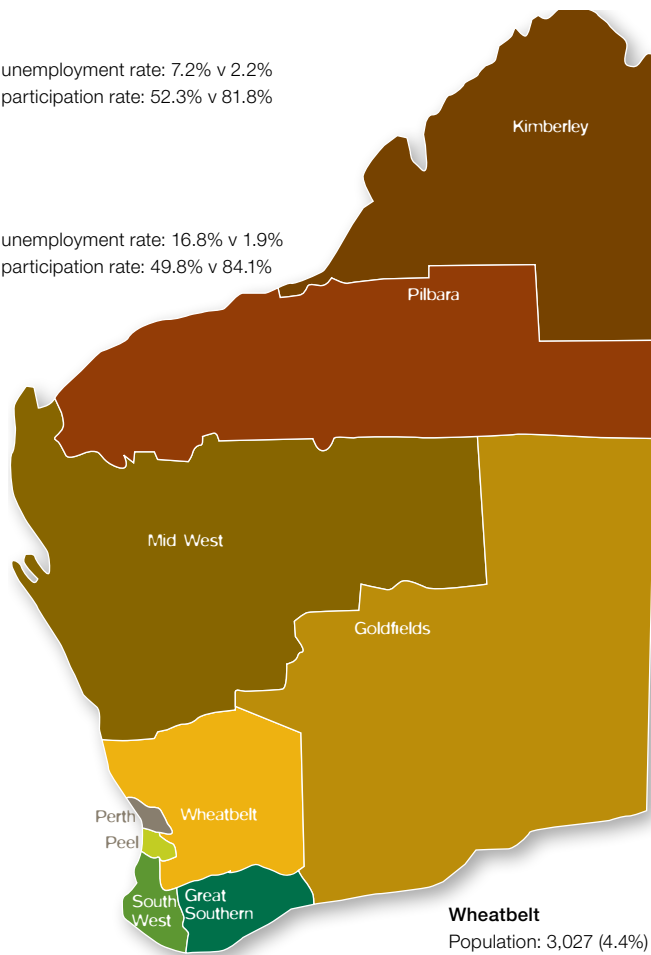 unemployment rate: 7.2% v 2.2%
participation rate: 52.3% v 81.8%
Kimberley
unemployment rate: 16.8% v 1.9%
participation rate: 49.8% v 84.1%
Pilbara
Mid West
Goldfields
Perth
Wheatbelt
Peel
South
West
Great
Southern
Wheatbelt
Population: 3,027 (4.4%)